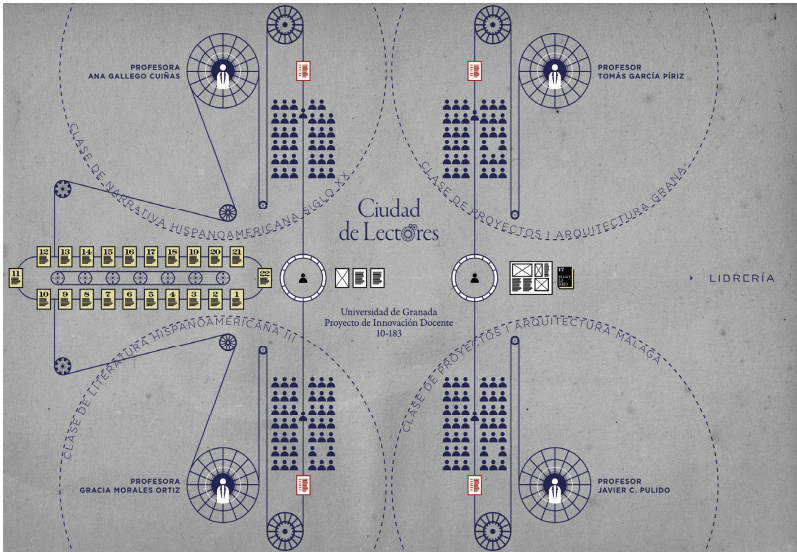 PROFESORA
ANA GALLEGO CUIÑAS
PROFESOR
TOMÁS GARCÍA PÍRIZ
CLASE DE NARRATIVA HISPANOAMERICANA SIGLO XX
CLASE DE PROYECTOS | ARQUITECTURA GRANA
Ciudad
de Lectores
12 13 14 15 16 17 18 19 20 21
11
22
10 9 8 7 6 5 4 3 2 1
17
LIBRERÍA
Universidad de Granada
Proyecto de Innovación Docente
10-183
CLASE DE LITERATURA HISPANOAMERICANA III
CLASE DE PROYECTOS | ARQUITECTURA MÁLAGA
PROFESORA
GRACIA MORALES ORTIZ
PROFESOR
JAVIER C. PULIDO